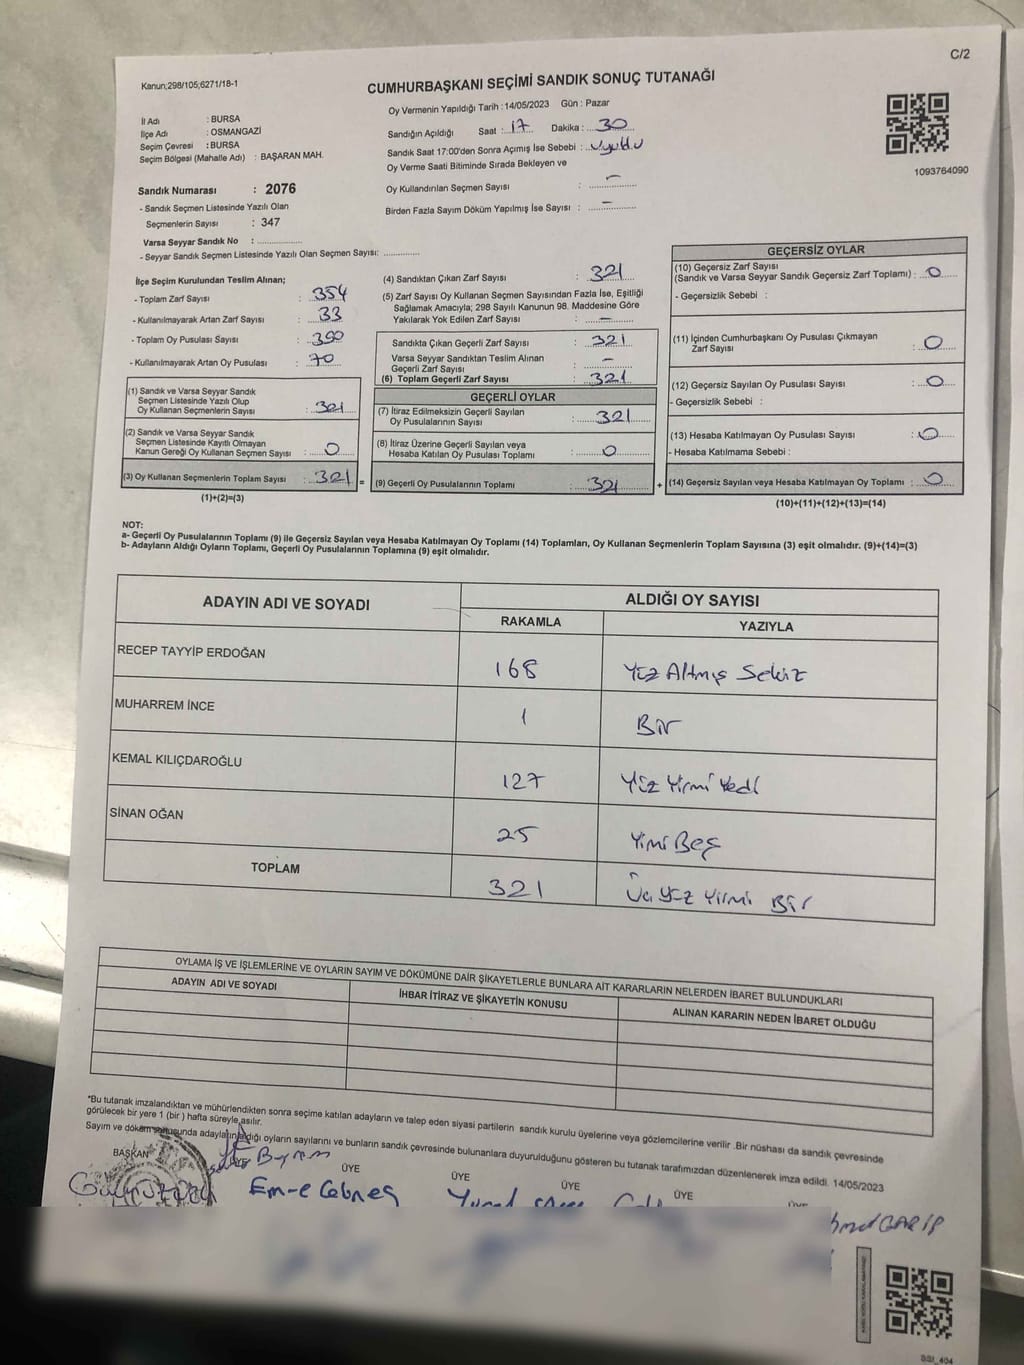 C/2
Kanun;298/105;6271/18-1
CUMHURBAŞKANI SEÇİMİ SANDIK SONUÇ TUTANAĞI
Oy Vermenin Yapıldığı Tarih : 14/05/2023 Gün : Pazar
İl Adı : BURSA
İlçe Adı : OSMANGAZİ
Seçim Çevresi : BURSA
Seçim Bölgesi (Mahalle Adı) : BAŞARAN MAH.
Sandığın Açıldığı Saat : 17 Dakika : 30
Sandık Saat 17:00'den Sonra Açımış İse Sebebi :
Oy Verme Saati Bitiminde Sırada Bekleyen ve
Oy Kullandırılan Seçmen Sayısı : –
Birden Fazla Sayım Döküm Yapılmış İse Sayısı : –
1093764090
Sandık Numarası : 2076
- Sandık Seçmen Listesinde Yazılı Olan
Seçmenlerin Sayısı : 347
Varsa Seyyar Sandık No : ..............
- Seyyar Sandık Seçmen Listesinde Yazılı Olan Seçmen Sayısı: ..............
İlçe Seçim Kurulundan Teslim Alınan;
- Toplam Zarf Sayısı : 354
- Kullanılmayarak Artan Zarf Sayısı : 33
- Toplam Oy Pusulası Sayısı :
- Kullanılmayarak Artan Oy Pusulası : 70
(1) Sandık ve Varsa Seyyar Sandık
Seçmen Listesinde Yazılı Olup
Oy Kullanan Seçmenlerin Sayısı : 321
(2) Sandık ve Varsa Seyyar Sandık
Seçmen Listesinde Kayıtlı Olmayan
Kanun Gereği Oy Kullanan Seçmen Sayısı : 0
(3) Oy Kullanan Seçmenlerin Toplam Sayısı : 321 =
(1)+(2)=(3)
(4) Sandıktan Çıkan Zarf Sayısı : 321
(5) Zarf Sayısı Oy Kullanan Seçmen Sayısından Fazla İse, Eşitliği
Sağlamak Amacıyla; 298 Sayılı Kanunun 98. Maddesine Göre
Yakılarak Yok Edilen Zarf Sayısı : –
Sandıkta Çıkan Geçerli Zarf Sayısı : 321
Varsa Seyyar Sandıktan Teslim Alınan
Geçerli Zarf Sayısı : –
(6) Toplam Geçerli Zarf Sayısı : 321
GEÇERLİ OYLAR
(7) İtiraz Edilmeksizin Geçerli Sayılan
Oy Pusulalarının Sayısı : 321
(8) İtiraz Üzerine Geçerli Sayılan veya
Hesaba Katılan Oy Pusulası Toplamı : 0
(9) Geçerli Oy Pusulalarının Toplamı : 321 +
GEÇERSİZ OYLAR
(10) Geçersiz Zarf Sayısı
(Sandık ve Varsa Seyyar Sandık Geçersiz Zarf Toplamı) : 0
- Geçersizlik Sebebi :
(11) İçinden Cumhurbaşkanı Oy Pusulası Çıkmayan
Zarf Sayısı : 0
(12) Geçersiz Sayılan Oy Pusulası Sayısı : 0
- Geçersizlik Sebebi :
(13) Hesaba Katılmayan Oy Pusulası Sayısı : 0
- Hesaba Katılmama Sebebi :
(14) Geçersiz Sayılan veya Hesaba Katılmayan Oy Toplamı : 0
(10)+(11)+(12)+(13)=(14)
NOT:
a- Geçerli Oy Pusulalarının Toplamı (9) ile Geçersiz Sayılan veya Hesaba Katılmayan Oy Toplamı (14) Toplamları, Oy Kullanan Seçmenlerin Toplam Sayısına (3) eşit olmalıdır. (9)+(14)=(3)
b- Adayların Aldığı Oyların Toplamı, Geçerli Oy Pusulalarının Toplamına (9) eşit olmalıdır.
ADAYIN ADI VE SOYADI ALDIĞI OY SAYISI
RAKAMLA YAZIYLA
RECEP TAYYİP ERDOĞAN 168 Yüz Altmış Sekiz
MUHARREM İNCE 1 Bir
KEMAL KILIÇDAROĞLU 127 Yüz Yirmi Yedi
SİNAN OĞAN 25 Yimi Beş
TOPLAM 321 Üç yüz Yirmi Bir
OYLAMA İŞ VE İŞLEMLERİNE VE OYLARIN SAYIM VE DÖKÜMÜNE DAİR ŞİKAYETLERLE BUNLARA AİT KARARLARIN NELERDEN İBARET BULUNDUKLARI
ADAYIN ADI VE SOYADI İHBAR İTİRAZ VE ŞİKAYETİN KONUSU ALINAN KARARIN NEDEN İBARET OLDUĞU
*Bu tutanak imzalandıktan ve mühürlendikten sonra seçime katılan adayların ve talep eden siyasi partilerin sandık kurulu üyelerine veya gözlemcilerine verilir .Bir nüshası da sandık çevresinde
görülecek bir yere 1 (bir ) hafta süreyle asılır.
Sayım ve döküm sonucunda adayların aldığı oyların sayılarını ve bunların sandık çevresinde bulunanlara duyurulduğunu gösteren bu tutanak tarafımızdan düzenlenerek imza edildi. 14/05/2023
BAŞKAN ÜYE ÜYE ÜYE ÜYE ÜYE